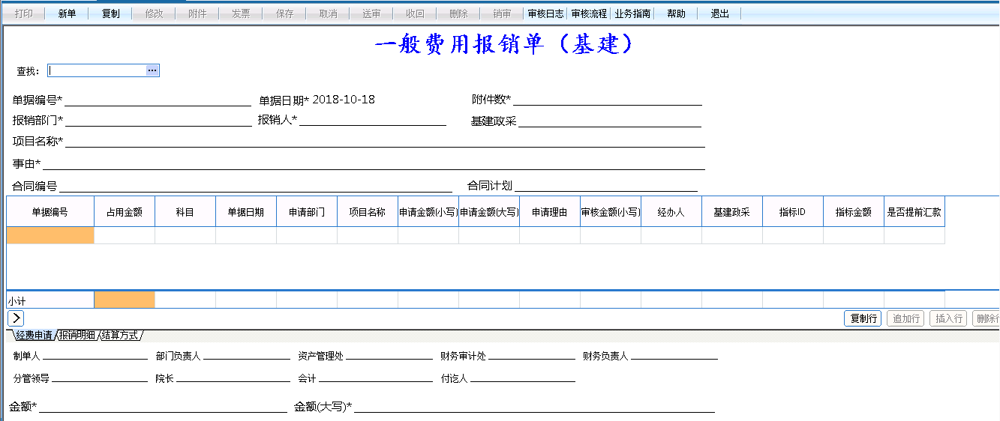 打印 新单 复制 修改 附件 发票 保存 取消 送审 收回 删除 销审 审核日志 审核流程 业务指南 帮助 退出
一般费用报销单（基建）
查找：
单据编号* 单据日期* 2018-10-18 附件数*
报销部门* 报销人* 基建政采
项目名称*
事由*
合同编号 合同计划
单据编号 占用金额 科目 单据日期 申请部门 项目名称 申请金额(小写) 申请金额(大写) 申请理由 审核金额(小写) 经办人 基建政采 指标ID 指标金额 是否提前汇款
小计
复制行 追加行 插入行 删除行
经费申请 报销明细 结算方式
制单人 部门负责人 资产管理处 财务审计处 财务负责人
分管领导 院长 会计 付讫人
金额* 金额(大写)*